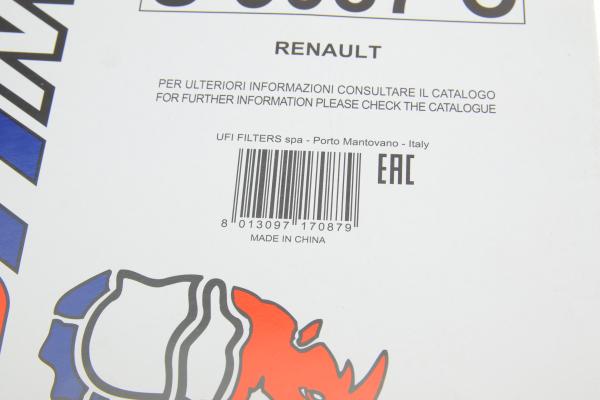 RENAULT
PER ULTERIORI INFORMAZIONI CONSULTARE IL CATALOGO
FOR FURTHER INFORMATION PLEASE CHECK THE CATALOGUE
UFI FILTERS spa - Porto Mantovano - Italy
EAC
8 013097 170879
MADE IN CHINA